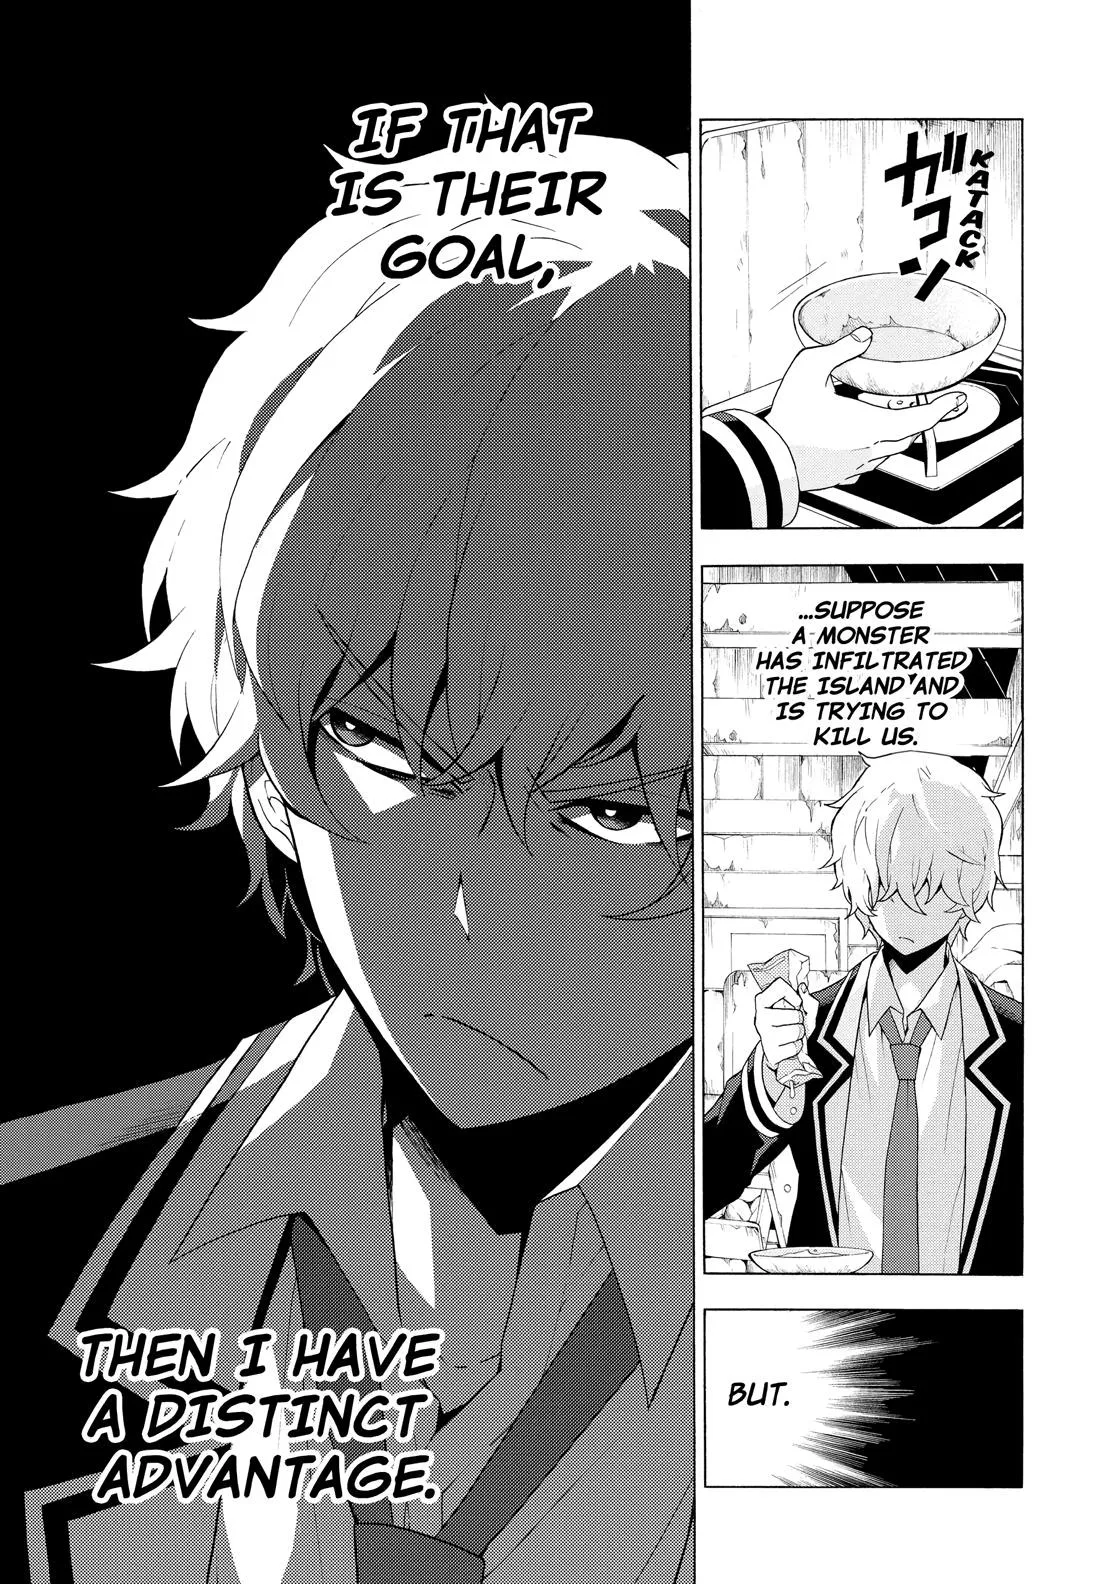 ガコン
KATACK
...SUPPOSE
A MONSTER
HAS INFILTRATED
THE ISLAND AND
IS TRYING TO
KILL US.
BUT.
IF THAT
IS THEIR
GOAL,
THEN I HAVE
A DISTINCT
ADVANTAGE.